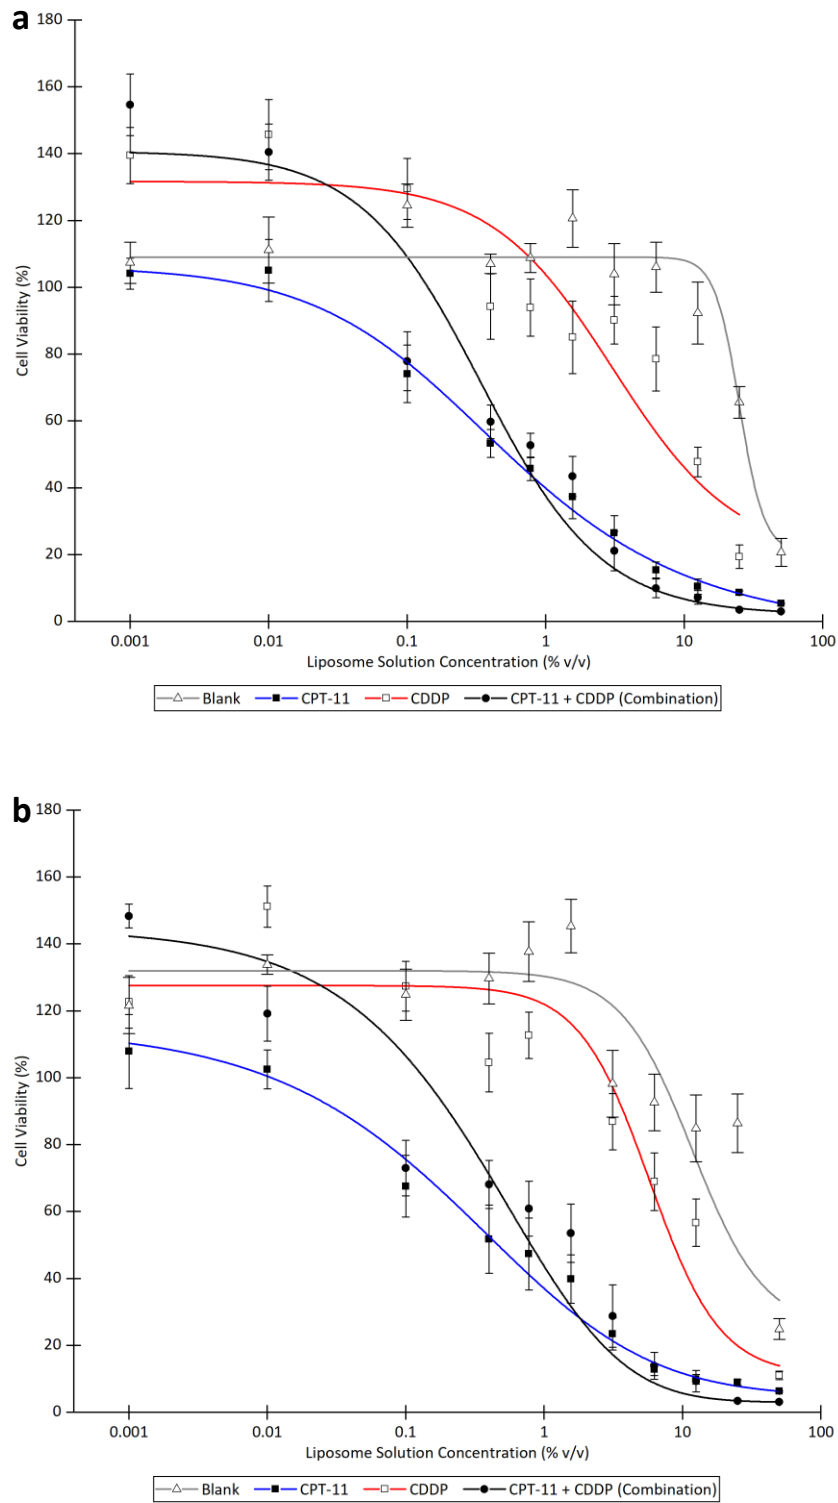 a
180
160
140
120
100
80
60
40
20
0
Cell Viability (%)
0.001 0.01 0.1 1 10 100
Liposome Solution Concentration (% v/v)
Blank CPT-11 CDDP CPT-11 + CDDP (Combination)
b
180
160
140
120
100
80
60
40
20
0
Cell Viability (%)
0.001 0.01 0.1 1 10 100
Liposome Solution Concentration (% v/v)
Blank CPT-11 CDDP CPT-11 + CDDP (Combination)